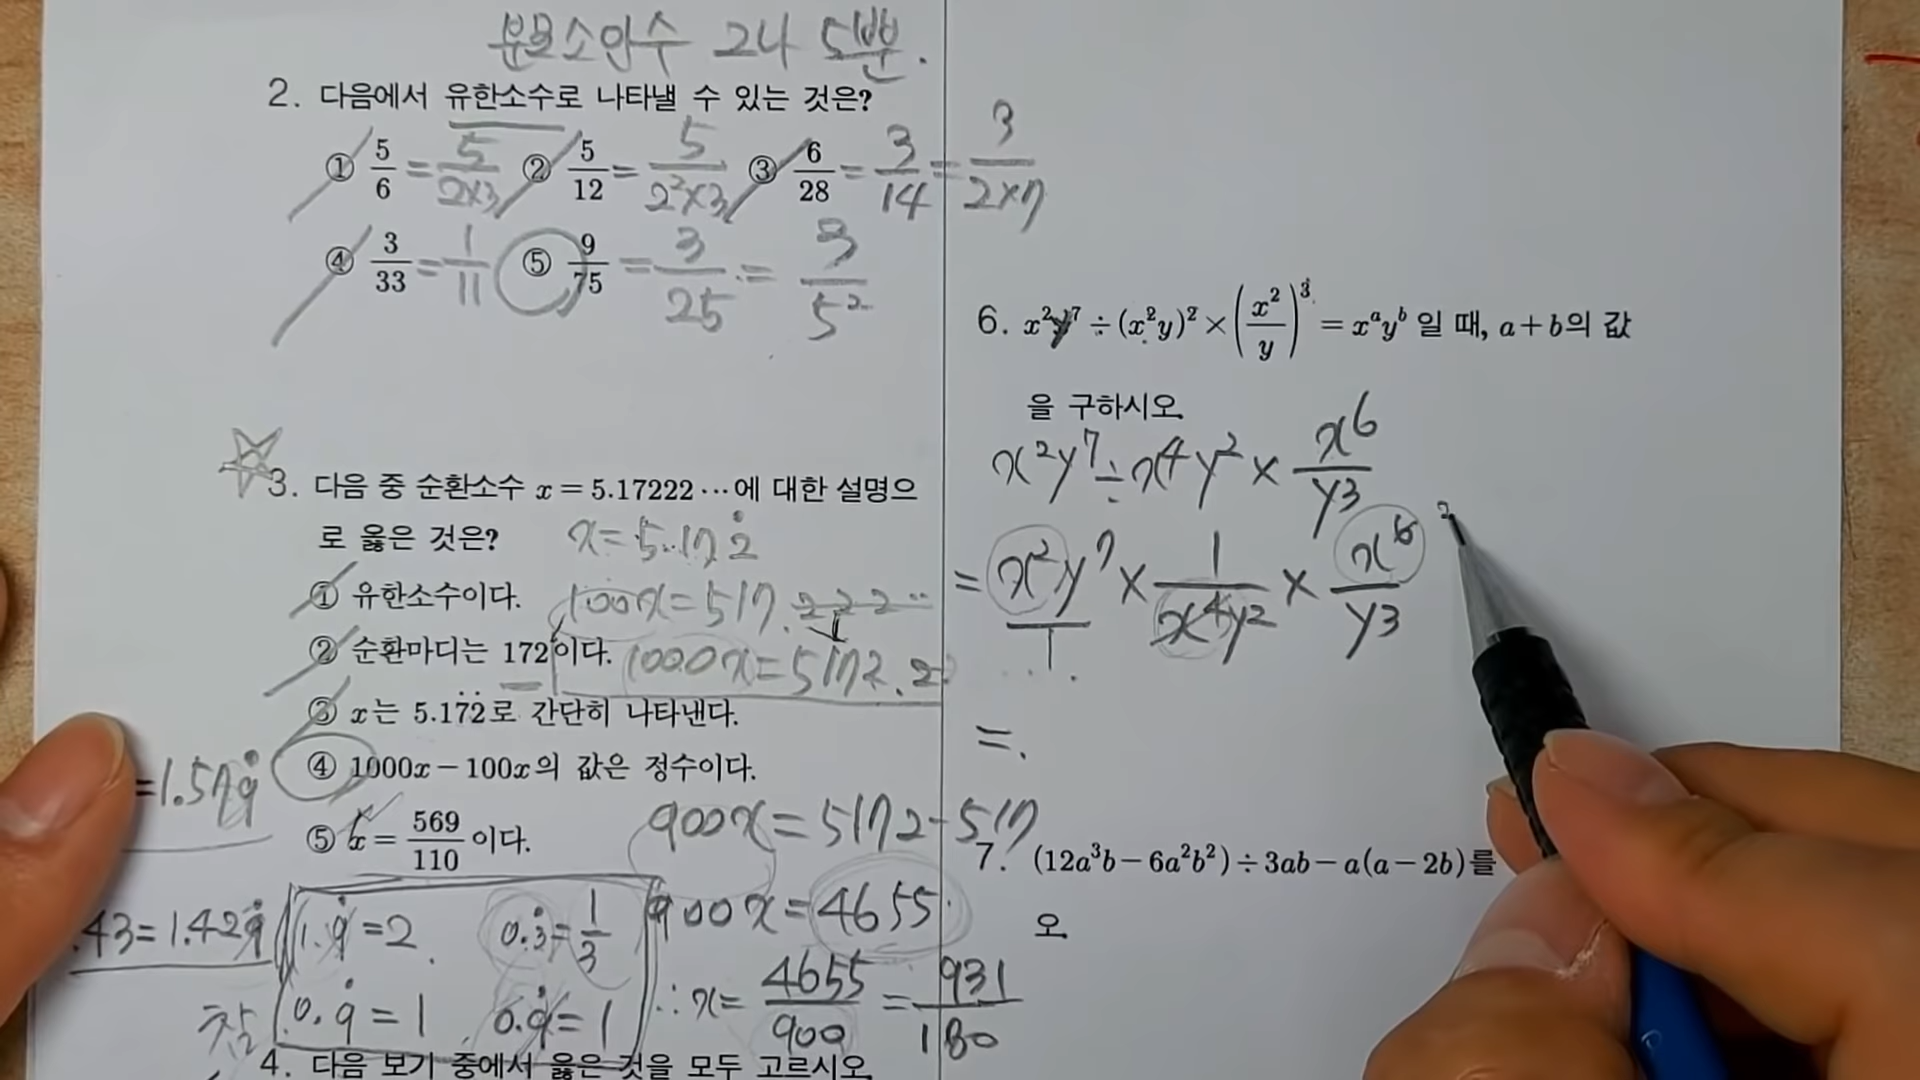 분모소인수 2나 5뿐.
2. 다음에서 유한소수로 나타낼 수 있는 것은?
① 5/6 = 5/2×3 ② 5/12 = 5/2²×3 ③ 6/28 = 3/14 = 3/2×7
④ 3/33 = 1/11 ⑤ 9/75 = 3/25 = 3/5²
3. 다음 중 순환소수 x = 5.17222⋯에 대한 설명으
로 옳은 것은?
x = 5.172̇
① 유한소수이다.
100x = 517.222⋯
② 순환마디는 172이다.
1000x = 5172.2
③ x는 5.17̇2̇로 간단히 나타낸다.
④ 1000x − 100x의 값은 정수이다.
=1.579̇
⑤ x = 569/110 이다.
900x = 5172 − 517
900x = 4655
∴ x = 4655/900 = 931/180
.43 = 1.429̇
1.9̇ = 2 0.3̇ = 1/3
0.9̇ = 1 0.9̇ = 1
4. 다음 보기 중에서 옳은 것을 모두 고르시오.
6. x²y⁷ ÷ (x²y)² × (x²/y)³ = xᵃyᵇ 일 때, a + b의 값
을 구하시오.
x²y⁷ ÷ x⁴y² × x⁶/y³
= x²y⁷/1 × 1/x⁴y² × x⁶/y³
=
7. (12a³b − 6a²b²) ÷ 3ab − a(a − 2b)를
오.